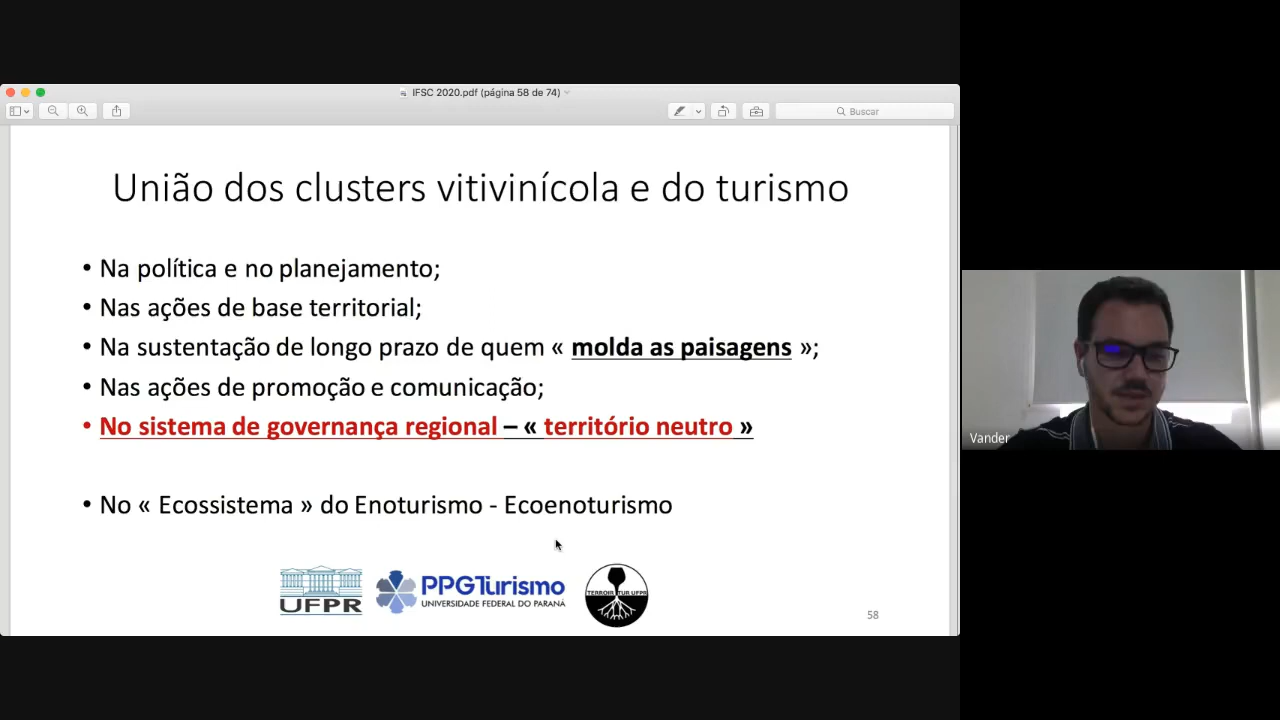 IFSC 2020.pdf (página 58 de 74)
Buscar
União dos clusters vitivinícola e do turismo
• Na política e no planejamento;
• Nas ações de base territorial;
• Na sustentação de longo prazo de quem « molda as paisagens »;
• Nas ações de promoção e comunicação;
• No sistema de governança regional – « território neutro »
• No « Ecossistema » do Enoturismo - Ecoenoturismo
UFPR
PPGTurismo
UNIVERSIDADE FEDERAL DO PARANÁ
TERROIR TUR UFPR
58
Vander